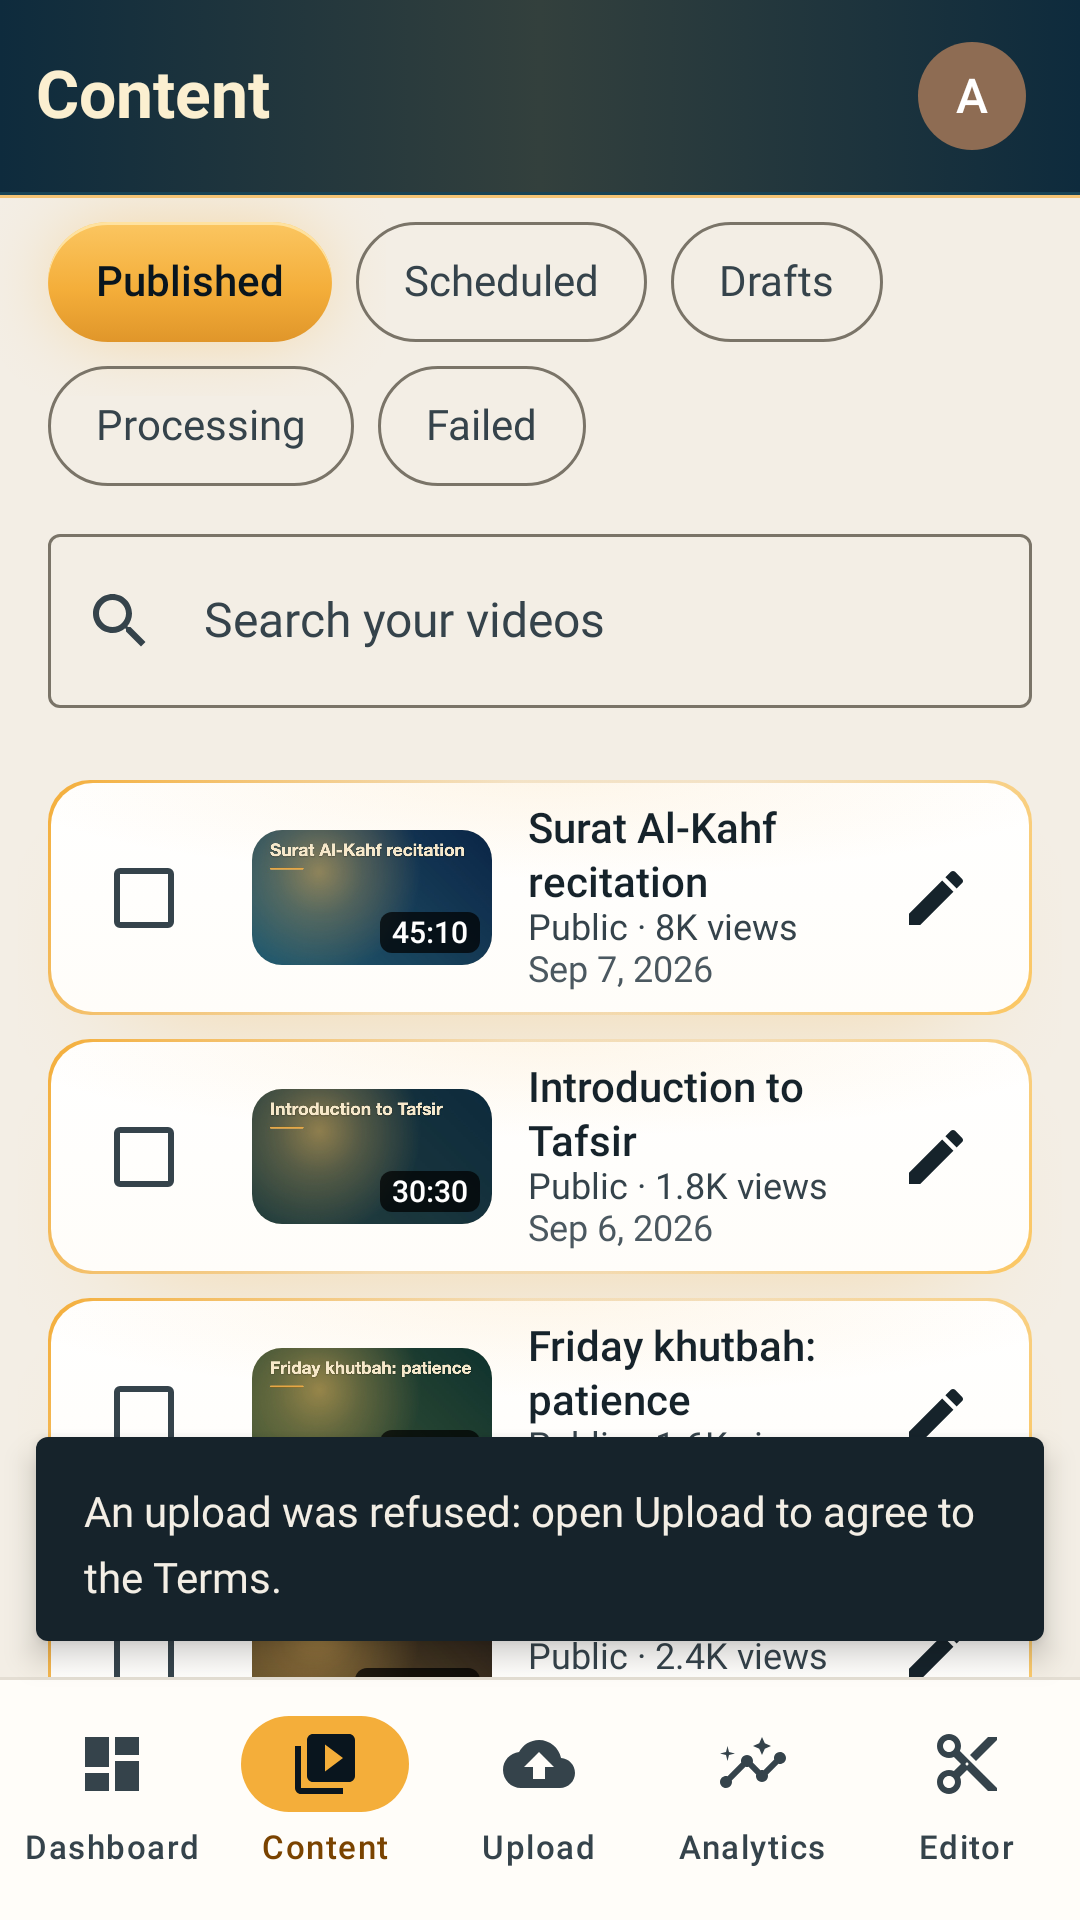 Content
A
Published
Scheduled
Drafts
Processing
Failed
Search your videos
Surat Al-Kahf recitation
45:10
Surat Al-Kahf
recitation
Public · 8K views
Sep 7, 2026
Introduction to Tafsir
30:30
Introduction to
Tafsir
Public · 1.8K views
Sep 6, 2026
Friday khutbah: patience
Friday khutbah:
patience
An upload was refused: open Upload to agree to
the Terms.
Public · 2.4K views
Dashboard
Content
Upload
Analytics
Editor